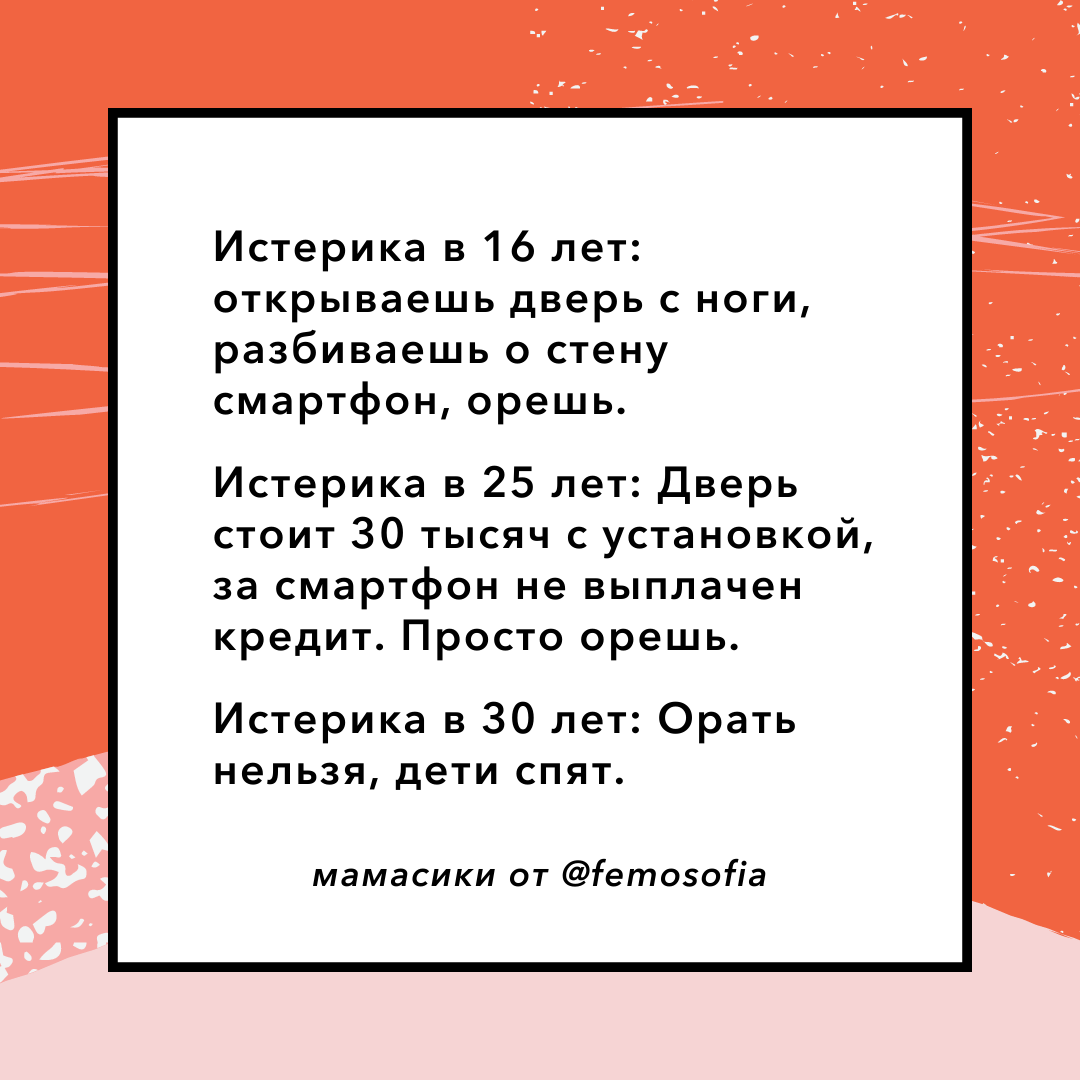 Истерика в 16 лет:
открываешь дверь с ноги,
разбиваешь о стену
смартфон, орешь.
Истерика в 25 лет: Дверь
стоит 30 тысяч с установкой,
за смартфон не выплачен
кредит. Просто орешь.
Истерика в 30 лет: Орать
нельзя, дети спят.
мамасики от @femosofia